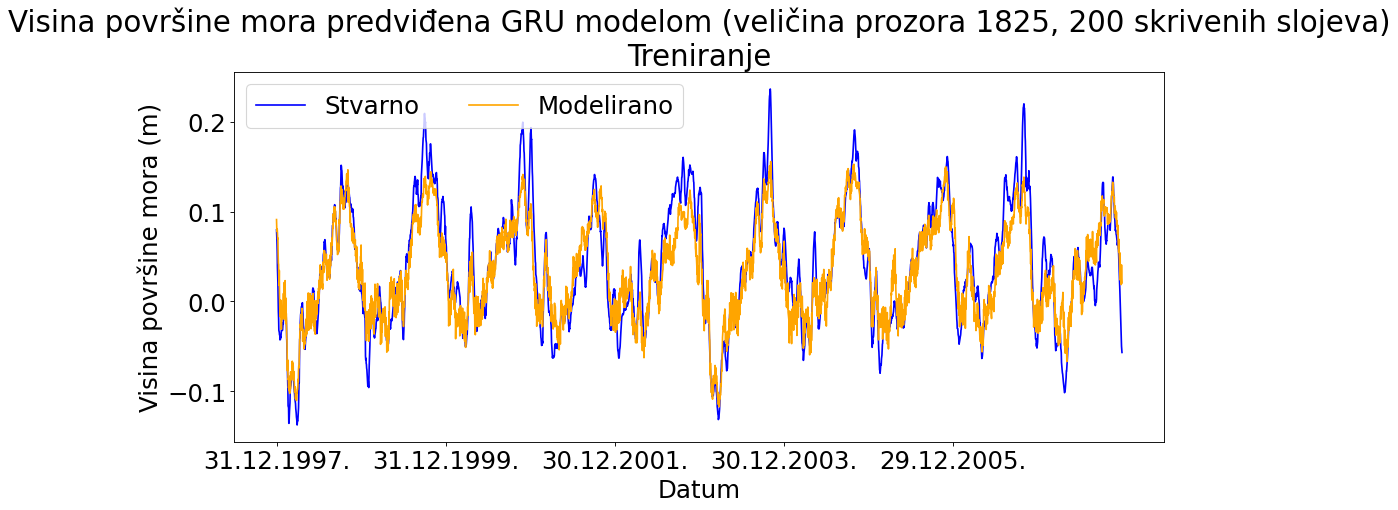 Visina površine mora predviđena GRU modelom (veličina prozora 1825, 200 skrivenih slojeva)
Treniranje
Stvarno Modelirano
Visina površine mora (m)
0.2
0.1
0.0
−0.1
31.12.1997. 31.12.1999. 30.12.2001. 30.12.2003. 29.12.2005.
Datum